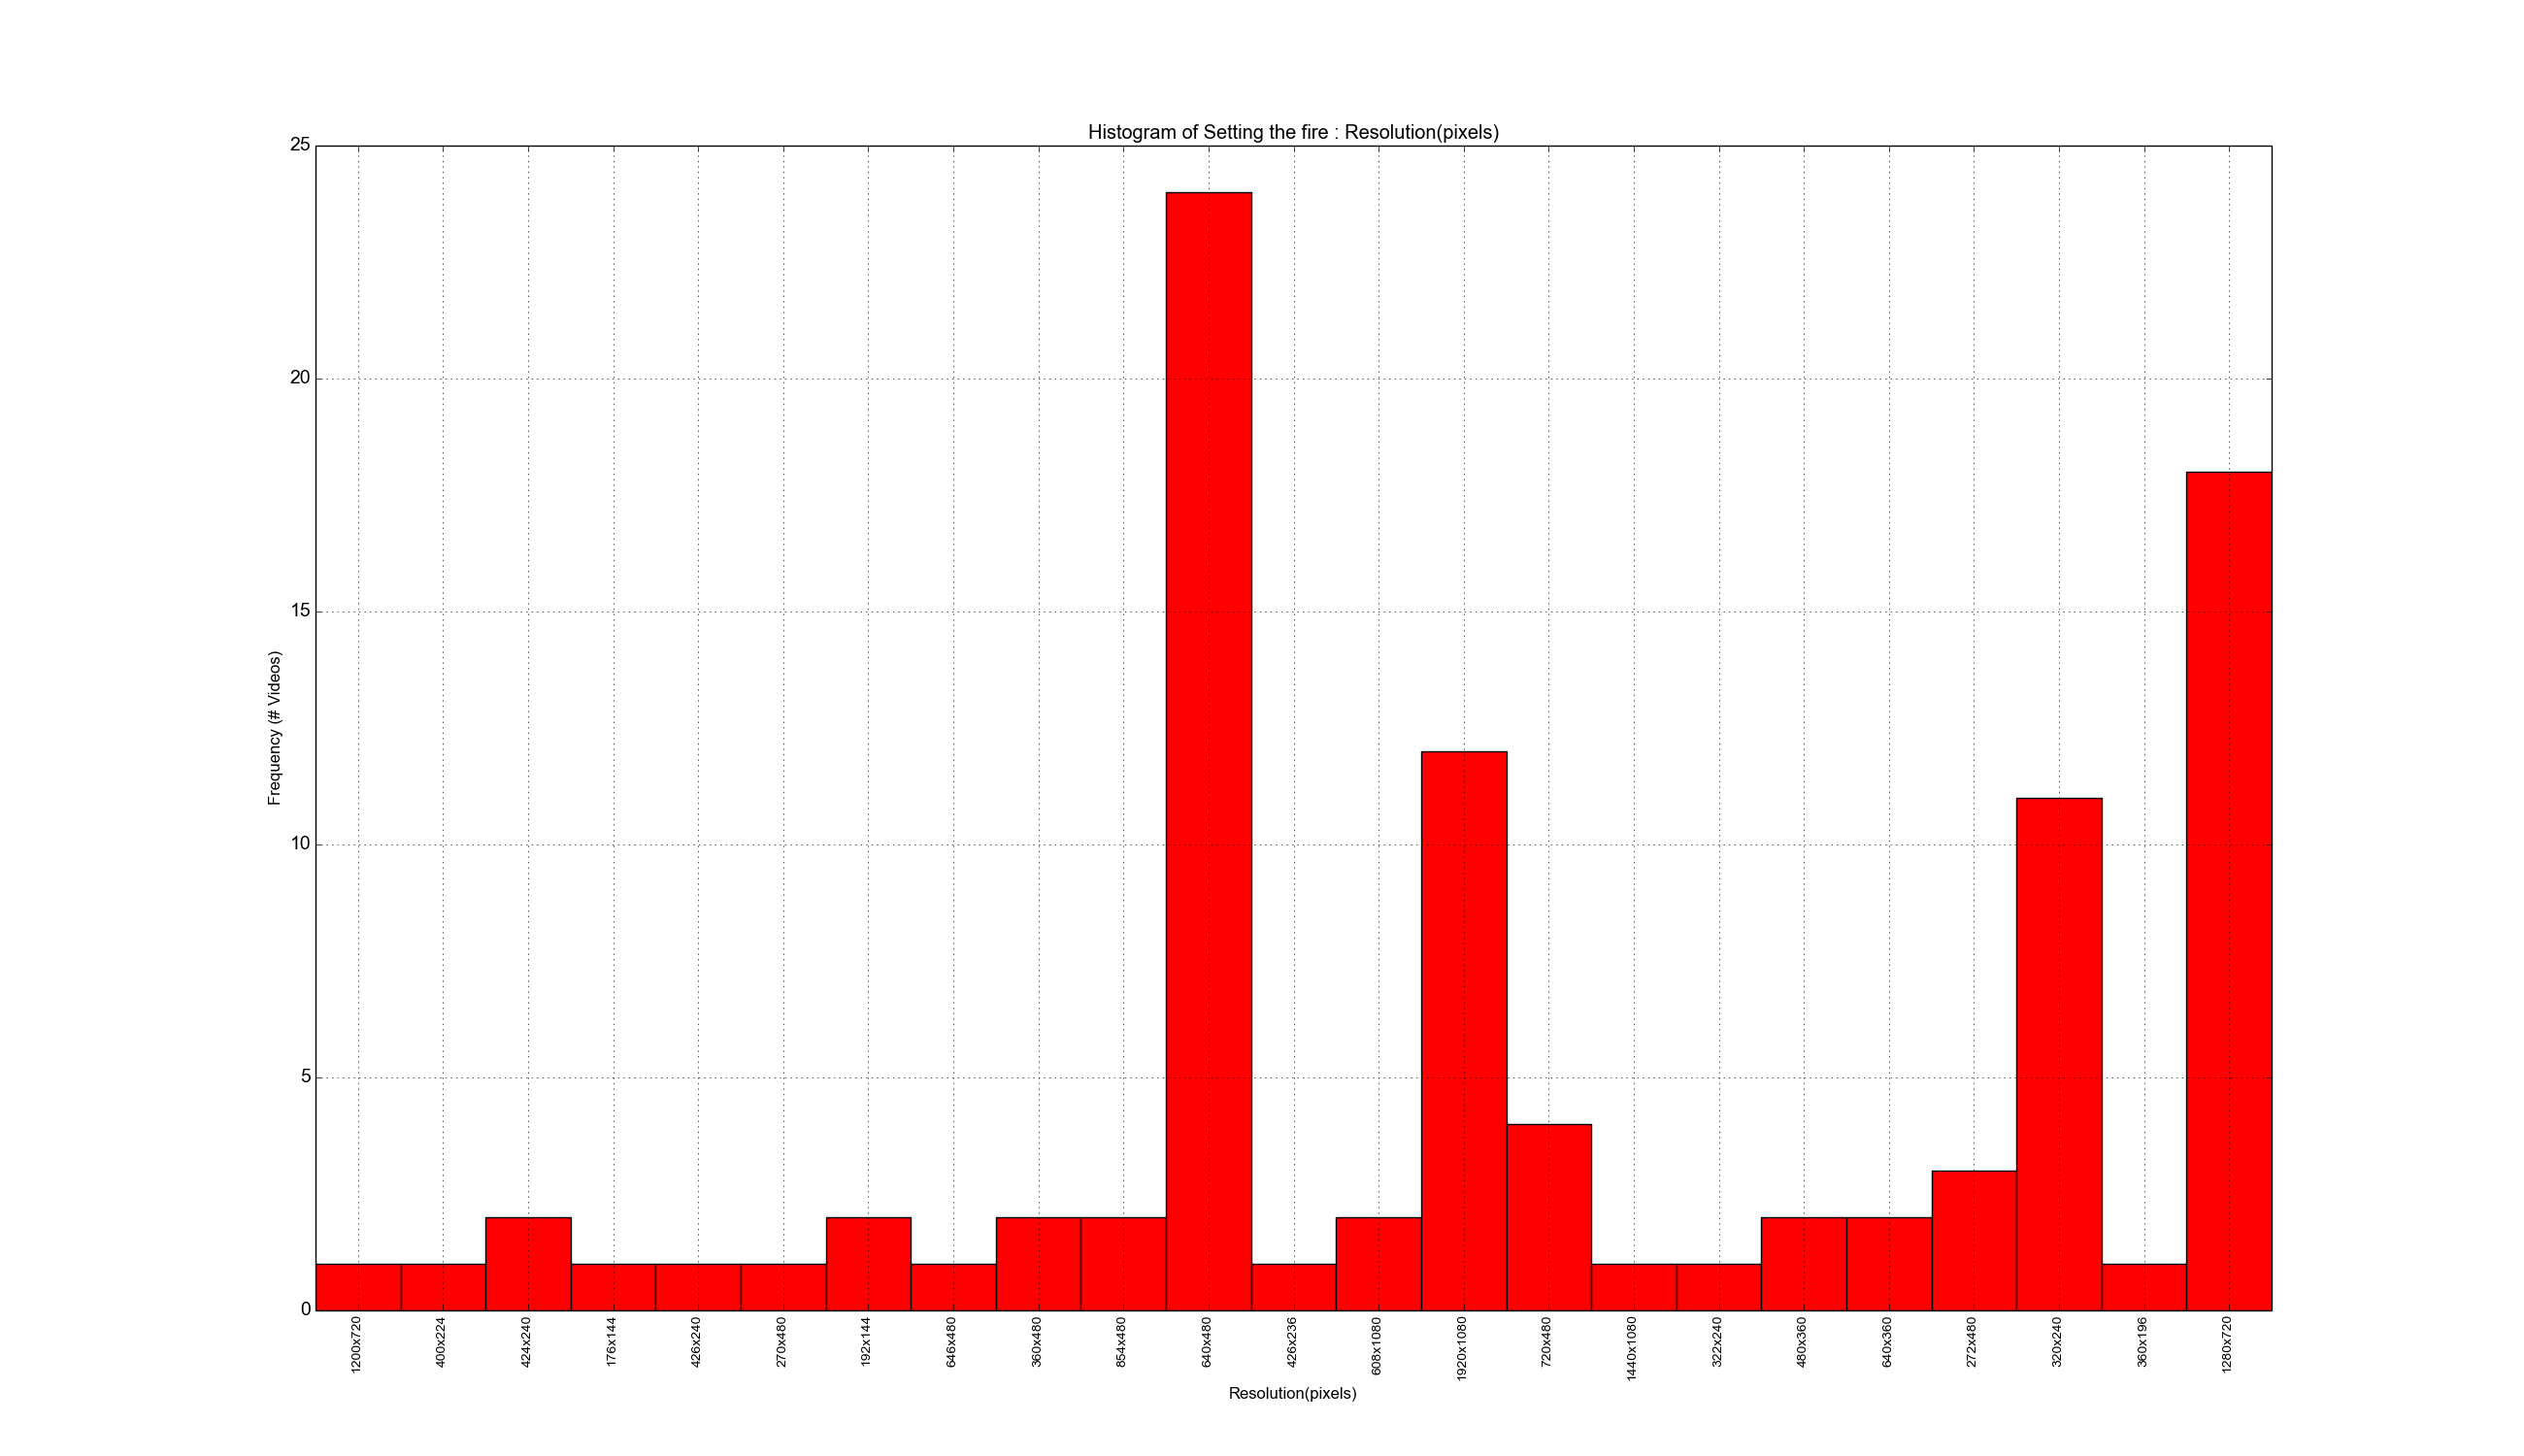 Histogram of Setting the fire : Resolution(pixels)
25
20
15
10
5
0
Frequency (# Videos)
1200x720
400x224
424x240
176x144
426x240
270x480
192x144
646x480
360x480
854x480
640x480
426x236
608x1080
1920x1080
720x480
1440x1080
322x240
480x360
640x360
272x480
320x240
360x196
1280x720
Resolution(pixels)